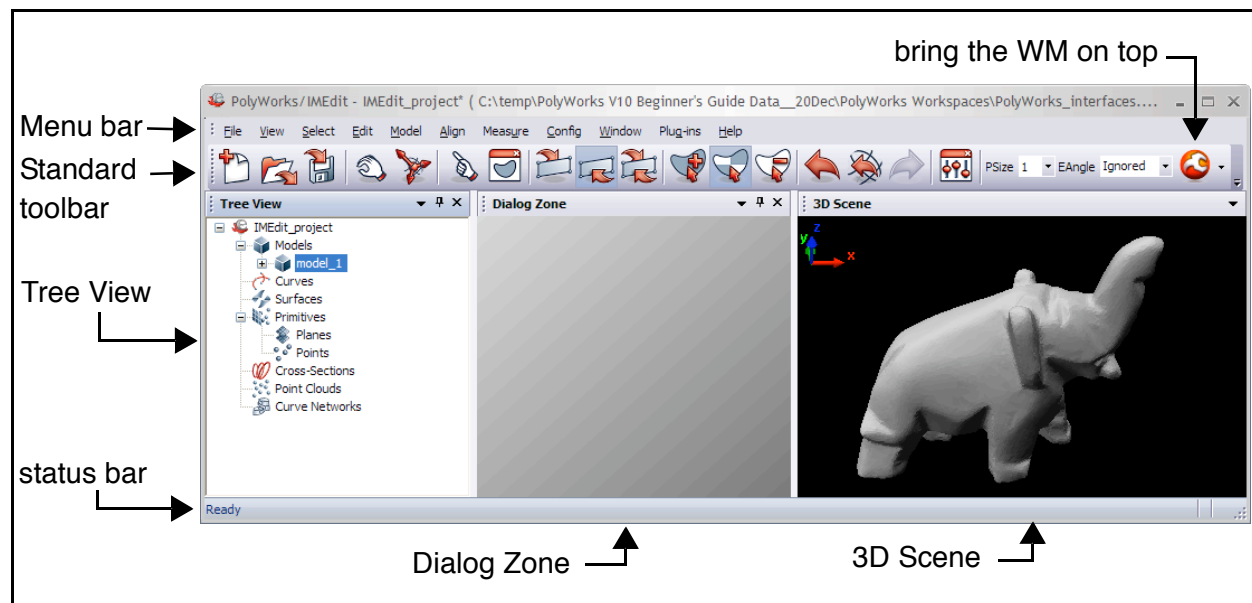 bring the WM on top
PolyWorks/IMEdit - IMEdit_project* ( C:\temp\PolyWorks V10 Beginner's Guide Data__20Dec\PolyWorks Workspaces\PolyWorks_interfaces....
Menu bar
File View Select Edit Model Align Measure Config Window Plug-ins Help
Standard
toolbar
PSize 1 EAngle Ignored
Tree View
Dialog Zone
3D Scene
IMEdit_project
Models
model_1
Curves
Surfaces
Primitives
Planes
Points
Cross-Sections
Point Clouds
Curve Networks
y z
x
Tree View
status bar
Ready
Dialog Zone
3D Scene